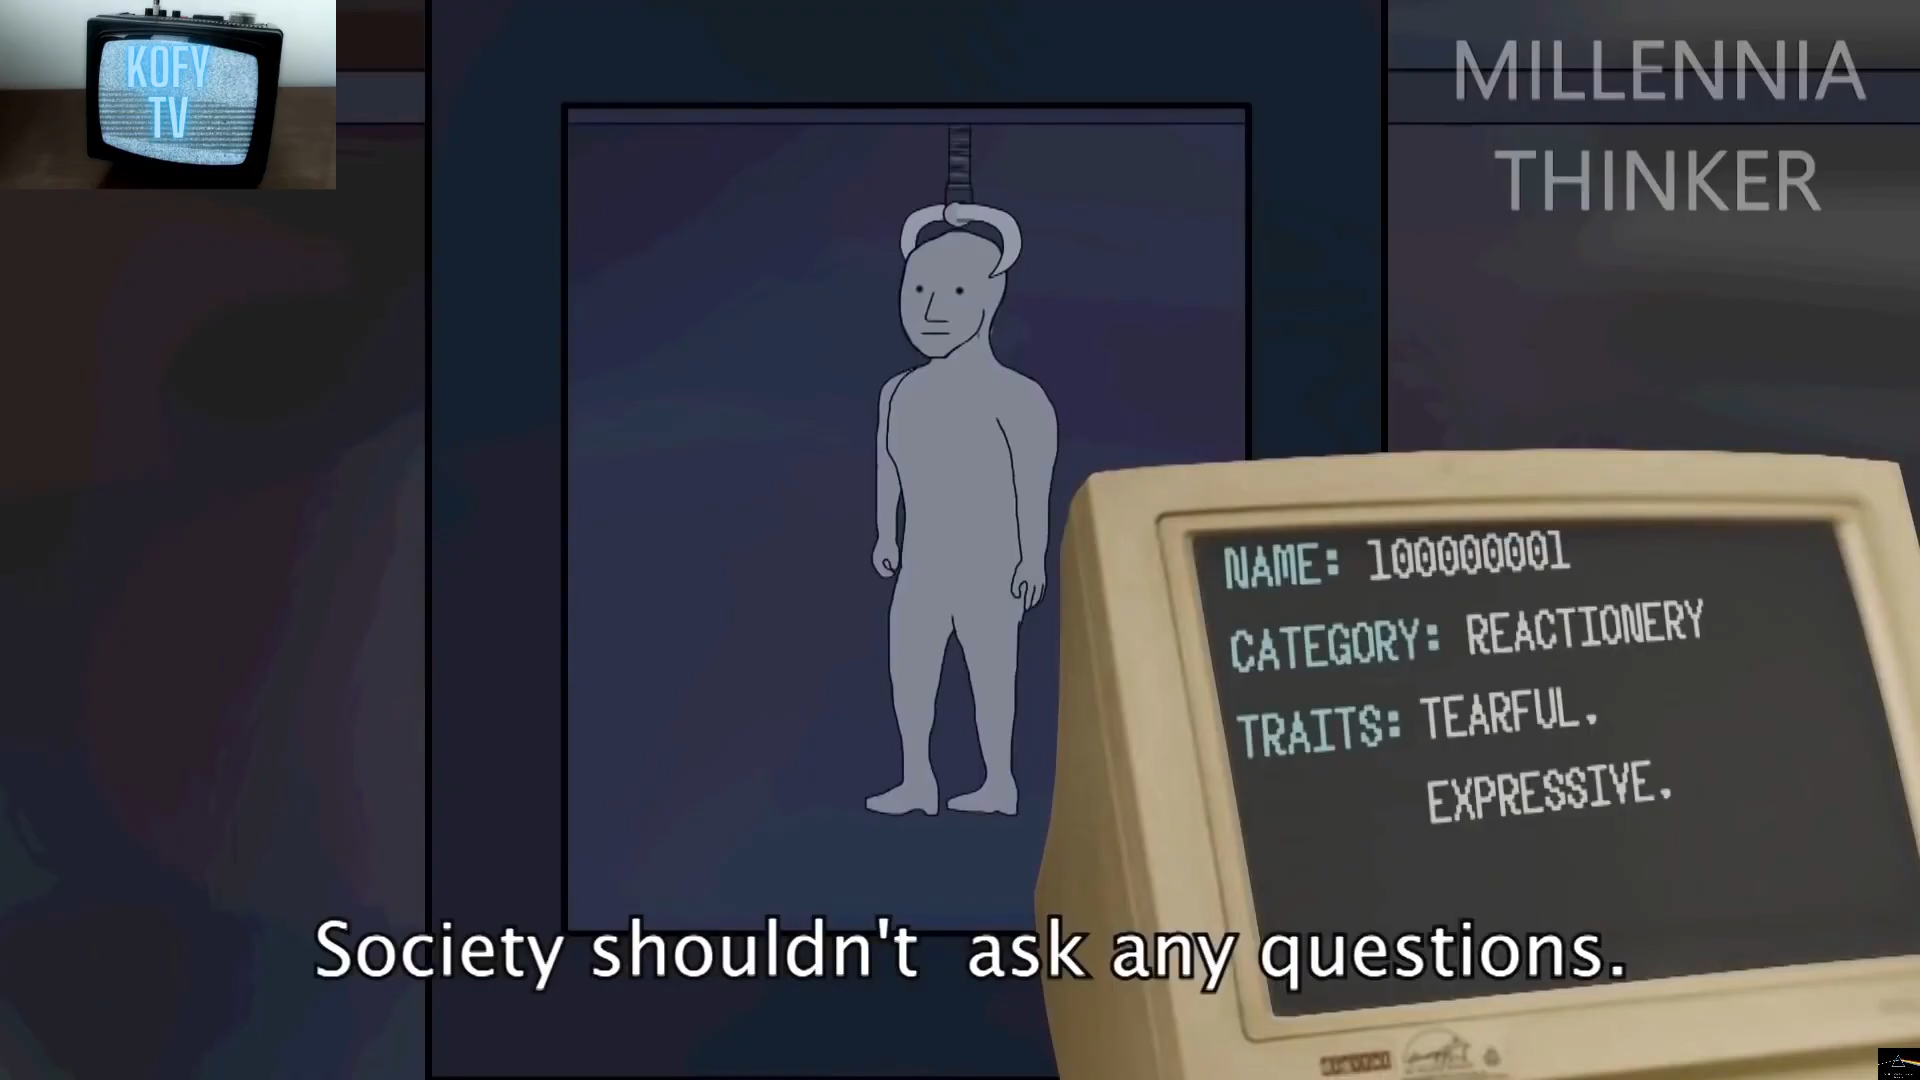 KOFY
TV
MILLENNIA
THINKER
NAME: 100000001
CATEGORY: REACTIONERY
TRAITS: TEARFUL.
EXPRESSIVE.
Society shouldn't ask any questions.